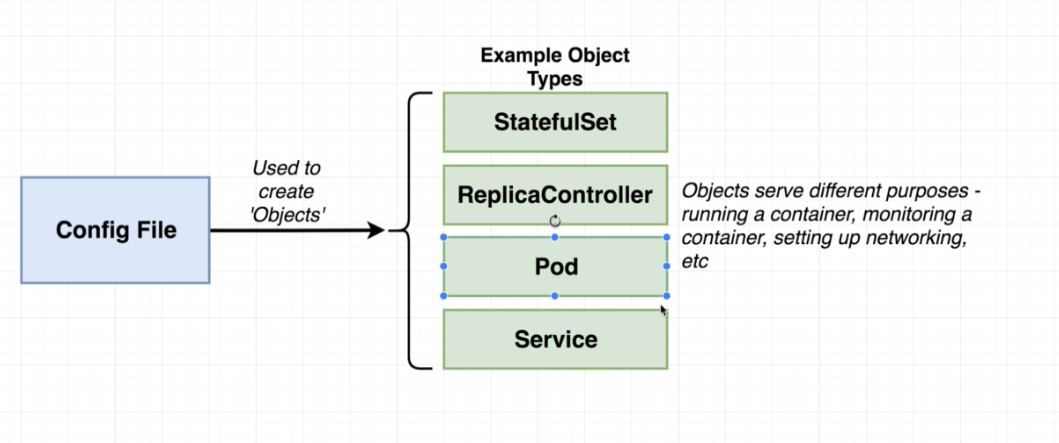 Example Object
Types
StatefulSet
Used to
create
'Objects'
ReplicaController
Objects serve different purposes -
running a container, monitoring a
container, setting up networking,
etc
Config File
Pod
Service